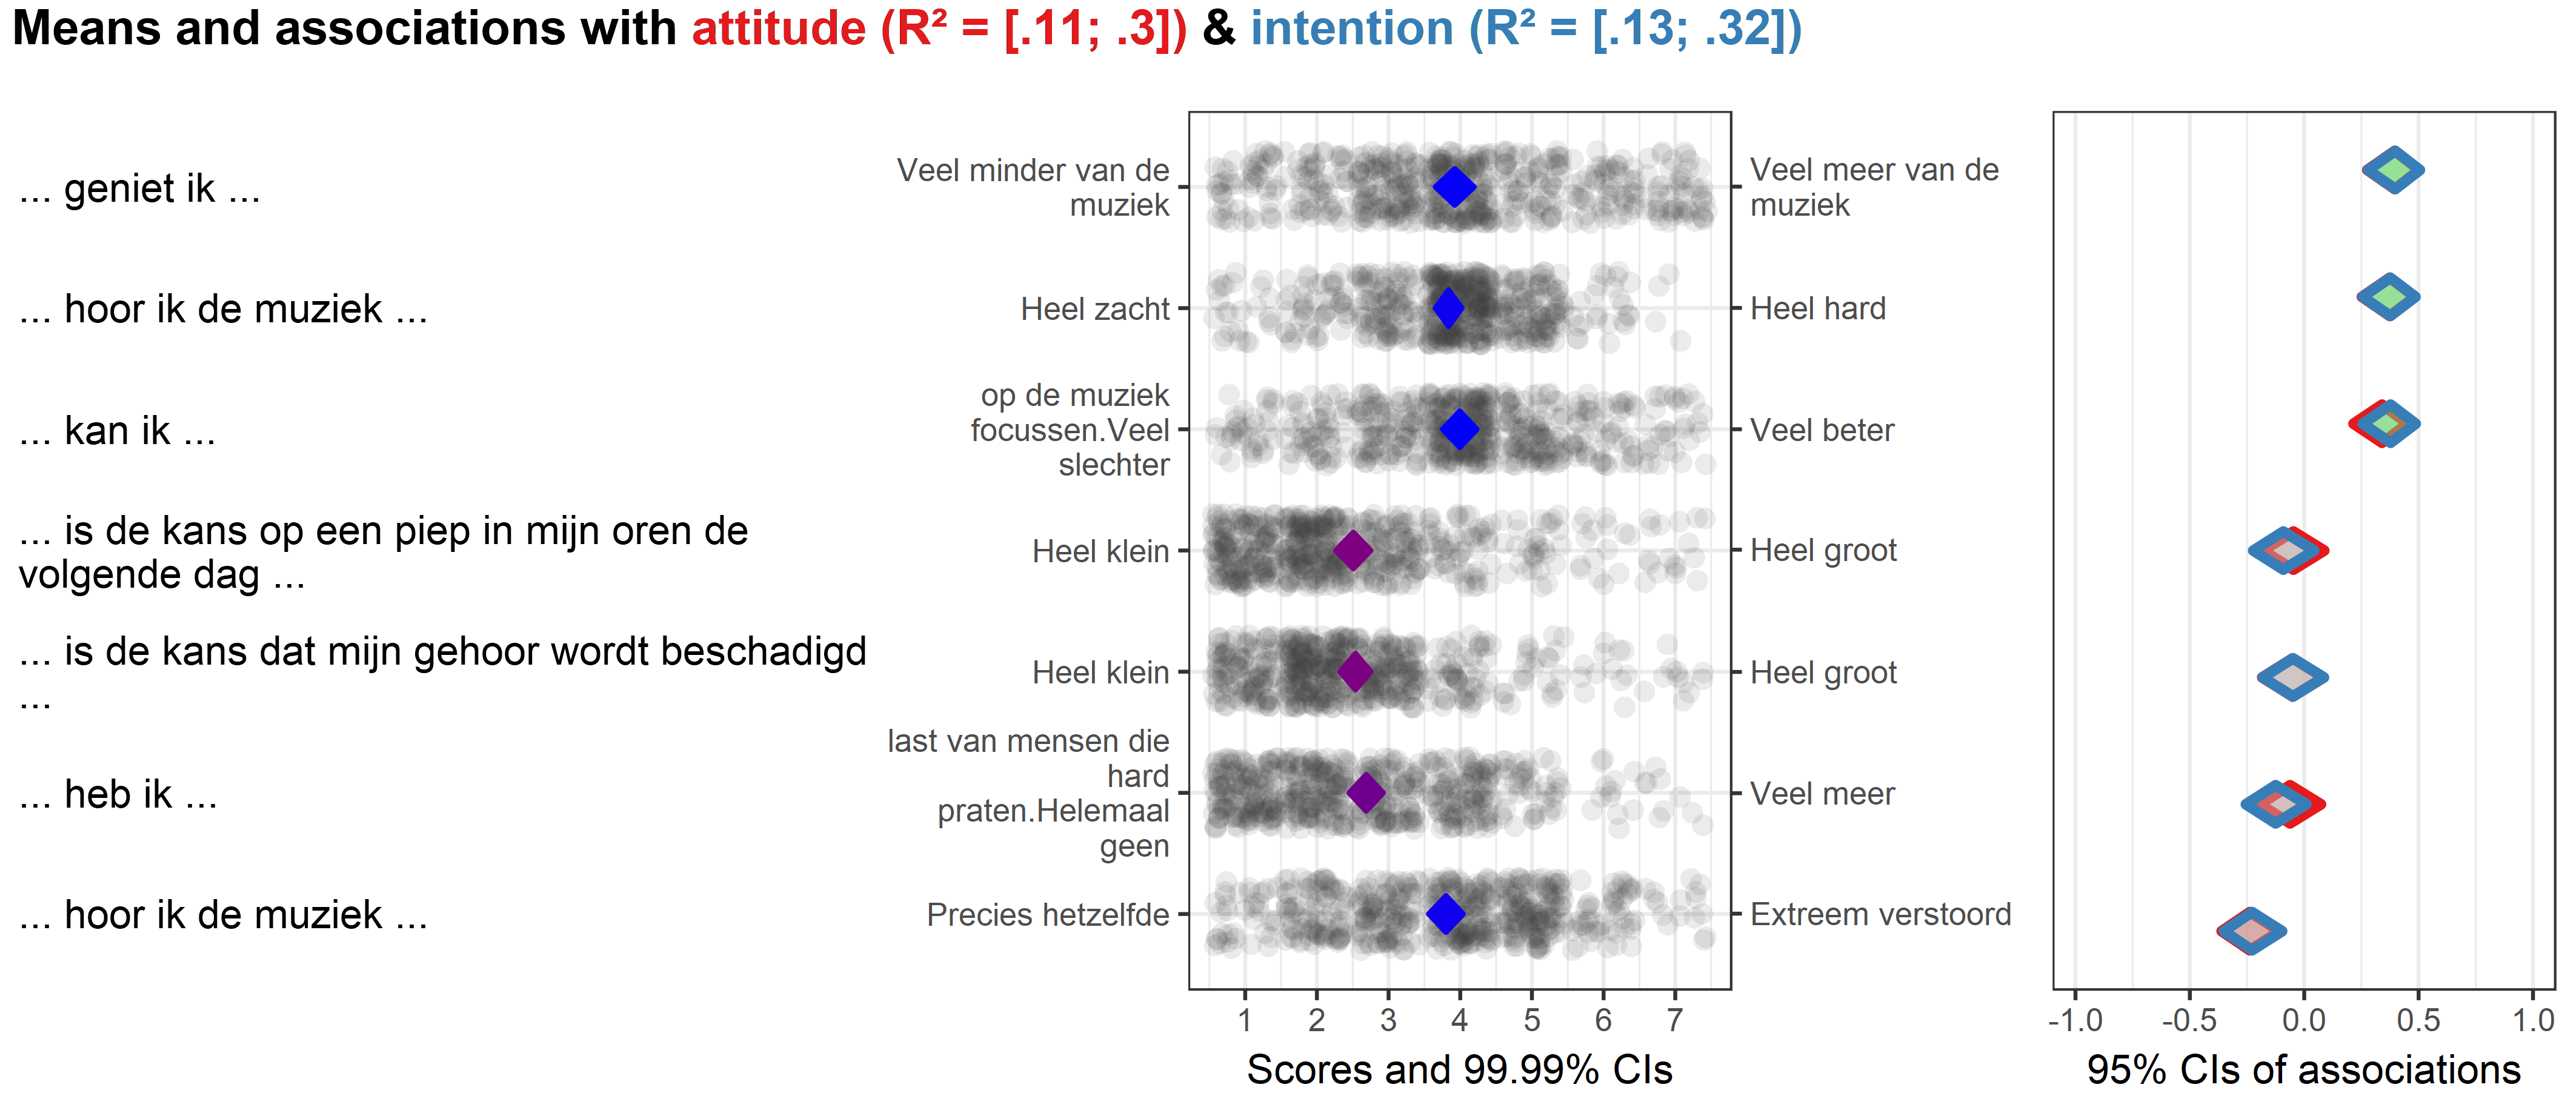 Means and associations with attitude (R² = [.11; .3]) & intention (R² = [.13; .32])
... geniet ik ...
Veel minder van de
muziek
Veel meer van de
muziek
... hoor ik de muziek ...
Heel zacht
Heel hard
... kan ik ...
op de muziek
focussen.Veel
slechter
Veel beter
... is de kans op een piep in mijn oren de
volgende dag ...
Heel klein
Heel groot
... is de kans dat mijn gehoor wordt beschadigd
...
Heel klein
Heel groot
... heb ik ...
last van mensen die
hard
praten.Helemaal
geen
Veel meer
... hoor ik de muziek ...
Precies hetzelfde
Extreem verstoord
1 2 3 4 5 6 7
Scores and 99.99% CIs
-1.0 -0.5 0.0 0.5 1.0
95% CIs of associations